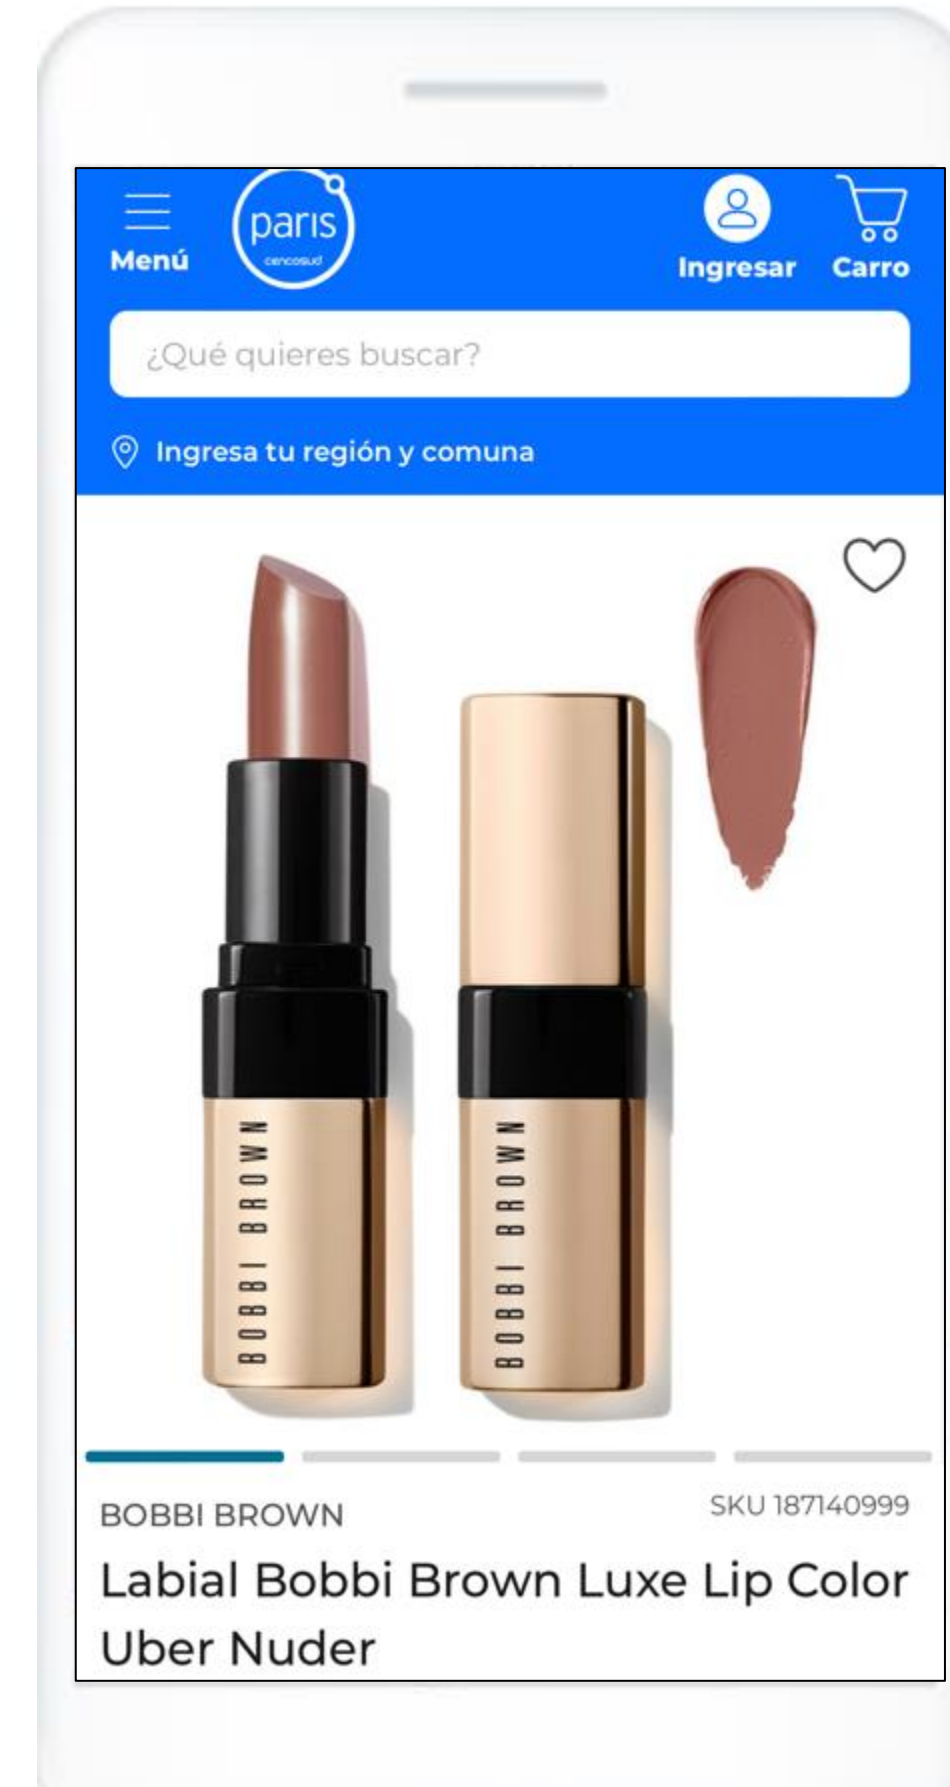 Menú
paris
cencosud
Ingresar
Carro
¿Qué quieres buscar?
Ingresa tu región y comuna
BOBBI BROWN
BOBBI BROWN
BOBBI BROWN
SKU 187140999
Labial Bobbi Brown Luxe Lip Color
Uber Nuder